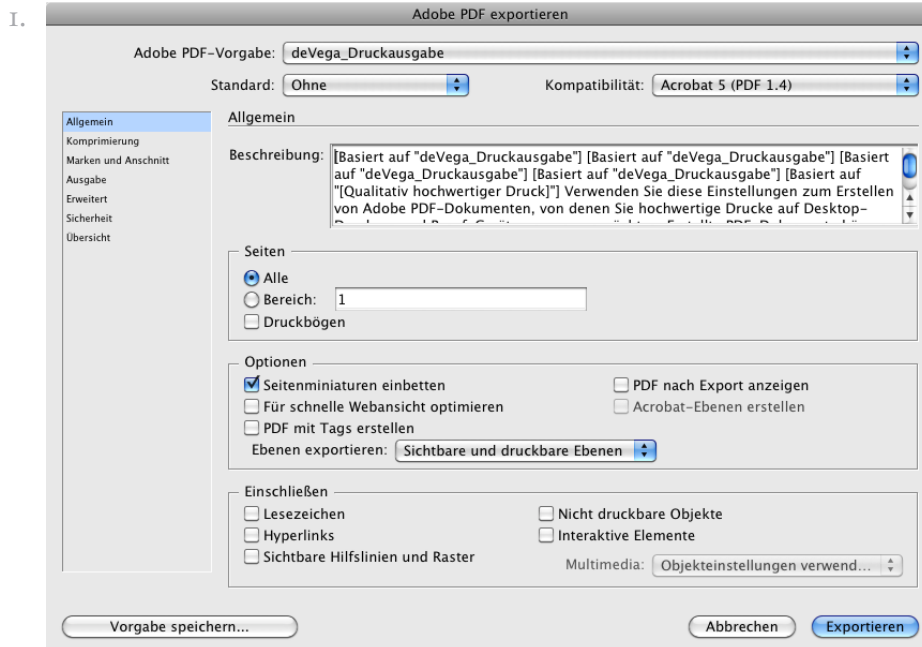 1.
Adobe PDF exportieren
Adobe PDF-Vorgabe: deVega_Druckausgabe
Standard: Ohne Kompatibilität: Acrobat 5 (PDF 1.4)
Allgemein
Komprimierung
Marken und Anschnitt
Ausgabe
Erweitert
Sicherheit
Übersicht
Allgemein
Beschreibung: [Basiert auf "deVega_Druckausgabe"] [Basiert auf "deVega_Druckausgabe"] [Basiert
auf "deVega_Druckausgabe"] [Basiert auf "deVega_Druckausgabe"] [Basiert auf
"[Qualitativ hochwertiger Druck]"] Verwenden Sie diese Einstellungen zum Erstellen
von Adobe PDF-Dokumenten, von denen Sie hochwertige Drucke auf Desktop-
Seiten
Alle
Bereich: 1
Druckbögen
Optionen
Seitenminiaturen einbetten PDF nach Export anzeigen
Für schnelle Webansicht optimieren Acrobat-Ebenen erstellen
PDF mit Tags erstellen
Ebenen exportieren: Sichtbare und druckbare Ebenen
Einschließen
Lesezeichen Nicht druckbare Objekte
Hyperlinks Interaktive Elemente
Sichtbare Hilfslinien und Raster
Multimedia: Objekteinstellungen verwend...
Vorgabe speichern... Abbrechen Exportieren